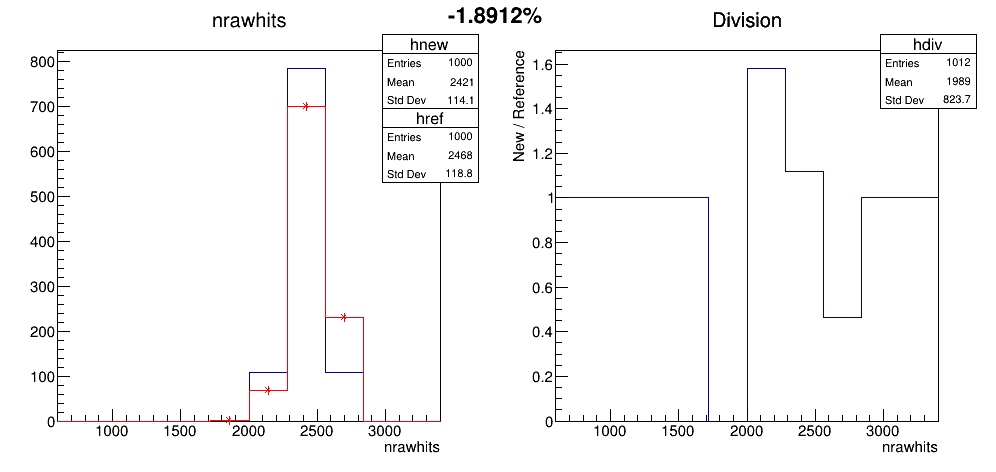 -1.8912%
nrawhits
hnew
Entries 1000
Mean 2421
Std Dev 114.1
href
Entries 1000
Mean 2468
Std Dev 118.8
800
700
600
500
400
300
200
100
0
1000 1500 2000 2500 3000
nrawhits
Division
hdiv
Entries 1012
Mean 1989
Std Dev 823.7
New / Reference
1.6
1.4
1.2
1
0.8
0.6
0.4
0.2
0
1000 1500 2000 2500 3000
nrawhits